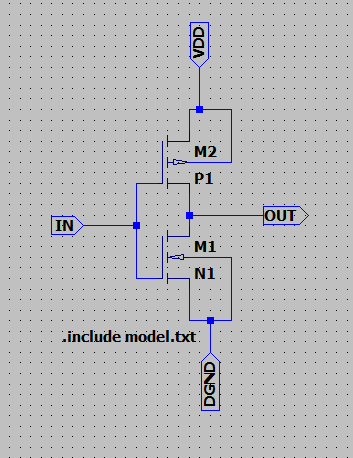 VDD
M2
P1
IN
OUT
M1
N1
.include model.txt
DGND